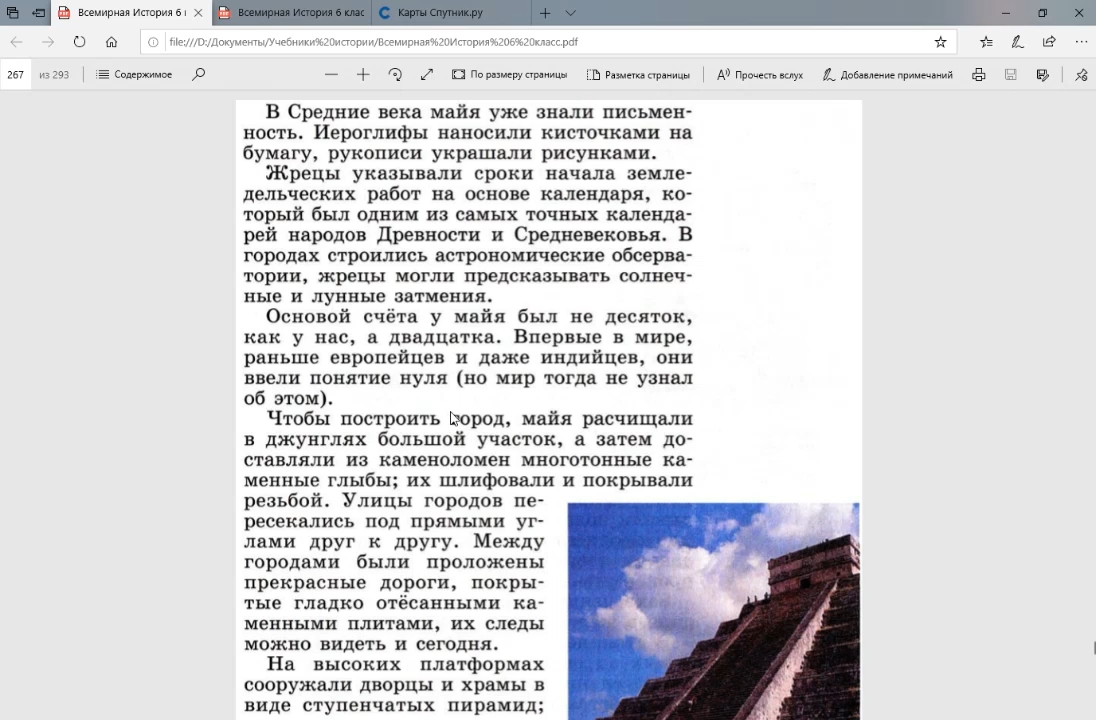 Всемирная История 6 к
Всемирная История 6 клас
Карты Спутник.ру
file:///D:/Документы/Учебники%20истории/Всемирная%20История%206%20класс.pdf
267 из 293
Содержимое
По размеру страницы
Разметка страницы
Прочесть вслух
Добавление примечаний
В Средние века майя уже знали письмен-
ность. Иероглифы наносили кисточками на
бумагу, рукописи украшали рисунками.
Жрецы указывали сроки начала земле-
дельческих работ на основе календаря, ко-
торый был одним из самых точных календа-
рей народов Древности и Средневековья. В
городах строились астрономические обсерва-
тории, жрецы могли предсказывать солнеч-
ные и лунные затмения.
Основой счёта у майя был не десяток,
как у нас, а двадцатка. Впервые в мире,
раньше европейцев и даже индийцев, они
ввели понятие нуля (но мир тогда не узнал
об этом).
Чтобы построить город, майя расчищали
в джунглях большой участок, а затем до-
ставляли из каменоломен многотонные ка-
менные глыбы; их шлифовали и покрывали
резьбой. Улицы городов пе-
ресекались под прямыми уг-
лами друг к другу. Между
городами были проложены
прекрасные дороги, покры-
тые гладко отёсанными ка-
менными плитами, их следы
можно видеть и сегодня.
На высоких платформах
сооружали дворцы и храмы в
виде ступенчатых пирамид;